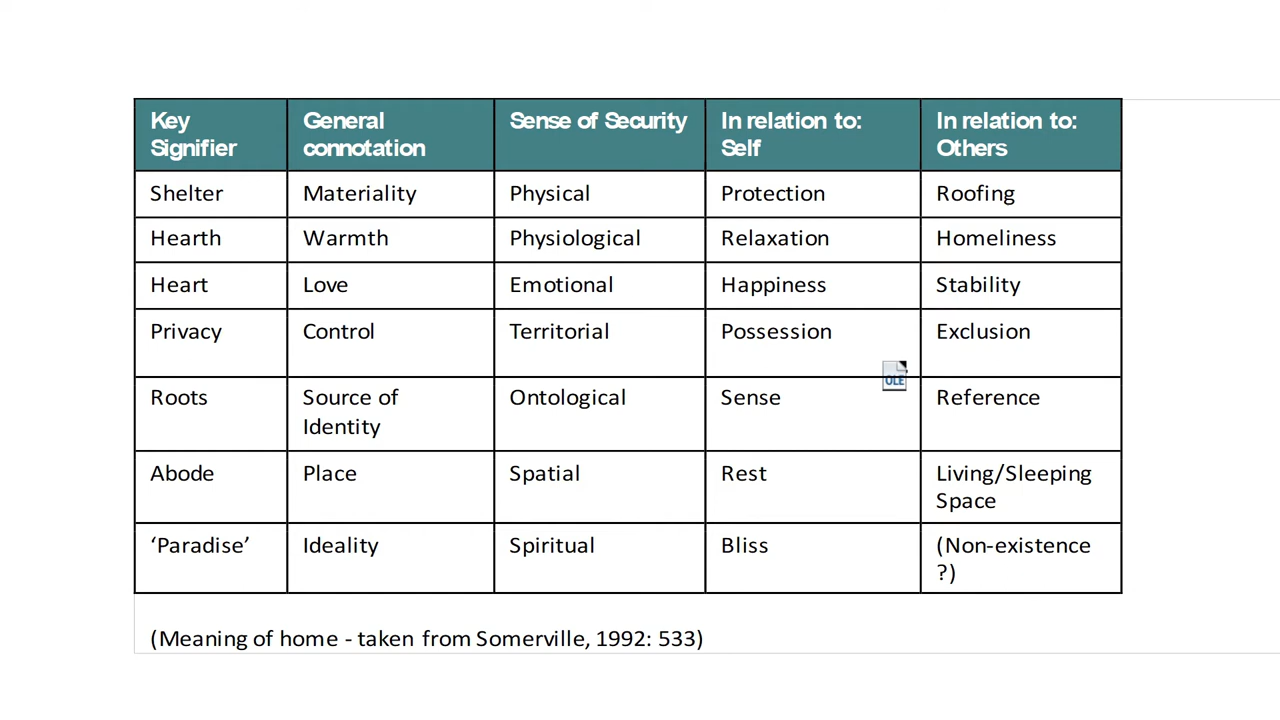 Key Signifier General connotation Sense of Security In relation to: Self In relation to: Others
Shelter Materiality Physical Protection Roofing
Hearth Warmth Physiological Relaxation Homeliness
Heart Love Emotional Happiness Stability
Privacy Control Territorial Possession Exclusion
OLE
Roots Source of Identity Ontological Sense Reference
Abode Place Spatial Rest Living/Sleeping Space
‘Paradise’ Ideality Spiritual Bliss (Non-existence ?)
(Meaning of home - taken from Somerville, 1992: 533)